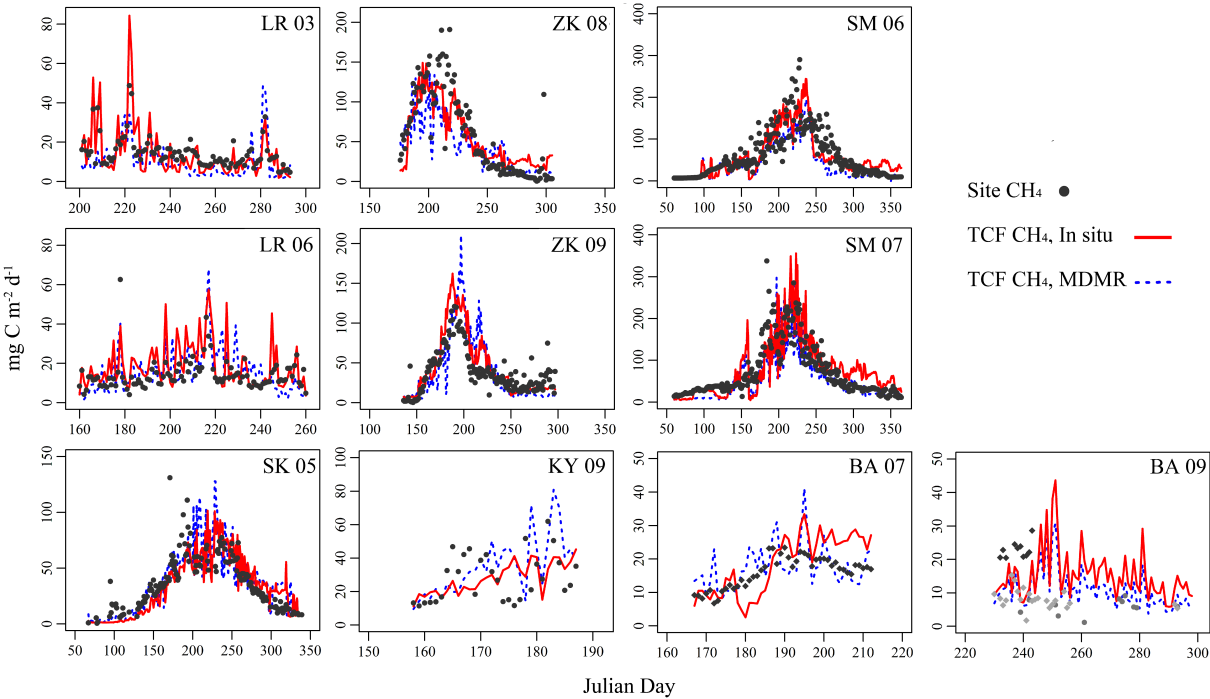 LR 03
0 20 40 60 80
200 220 240 260 280 300
ZK 08
0 50 100 150 200
150 200 250 300 350
SM 06
0 100 200 300 400
50 100 150 200 250 300 350
Site CH₄
TCF CH₄, In situ
TCF CH₄, MDMR
mg C m⁻² d⁻¹
LR 06
0 20 40 60 80
160 180 200 220 240 260
ZK 09
0 50 100 150 200
100 150 200 250 300 350
SM 07
0 100 200 300 400
50 100 150 200 250 300 350
SK 05
0 50 100 150
50 100 150 200 250 300 350
KY 09
0 20 40 60 80 100
150 160 170 180 190
BA 07
0 10 20 30 40 50
160 170 180 190 200 210 220
BA 09
0 10 20 30 40 50
220 240 260 280 300
Julian Day